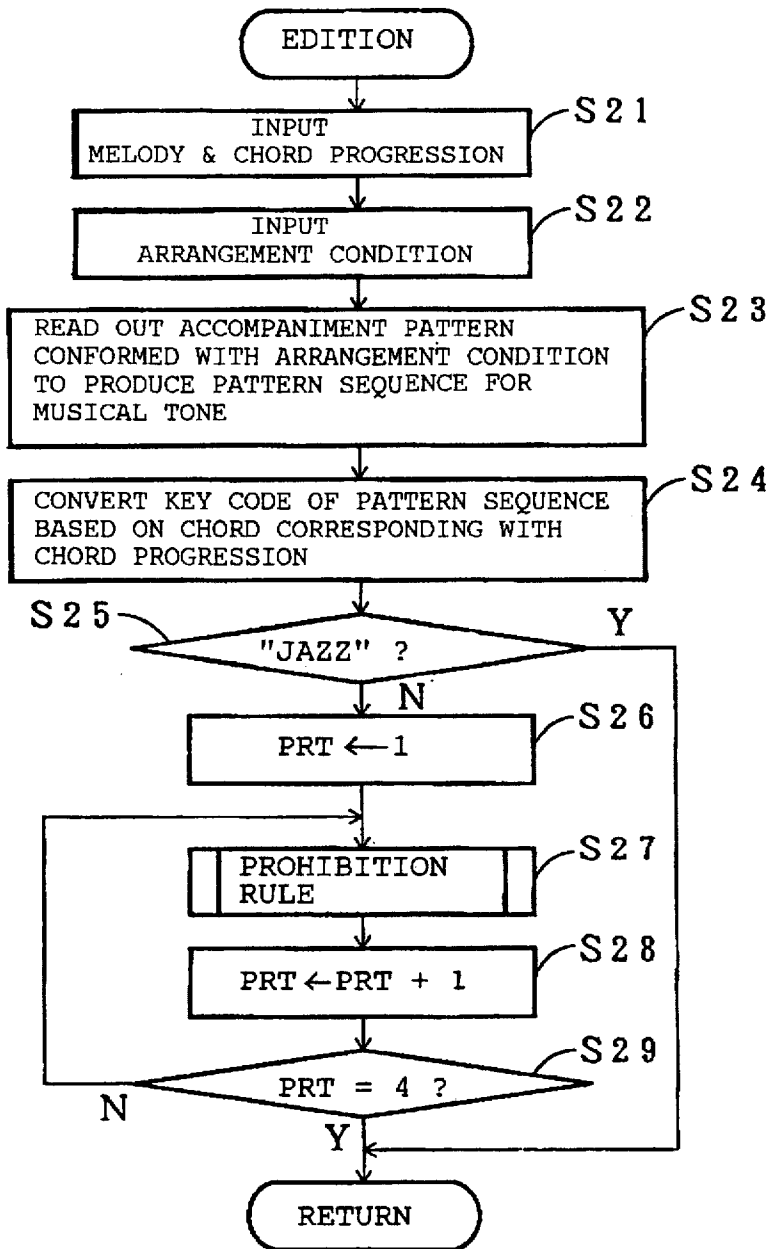 EDITION
S21
INPUT
MELODY & CHORD PROGRESSION
S22
INPUT
ARRANGEMENT CONDITION
S23
READ OUT ACCOMPANIMENT PATTERN
CONFORMED WITH ARRANGEMENT CONDITION
TO PRODUCE PATTERN SEQUENCE FOR
MUSICAL TONE
S24
CONVERT KEY CODE OF PATTERN SEQUENCE
BASED ON CHORD CORRESPONDING WITH
CHORD PROGRESSION
S25
Y
"JAZZ" ?
N
S26
PRT ← 1
S27
PROHIBITION
RULE
S28
PRT ← PRT + 1
S29
PRT = 4 ?
N
Y
RETURN